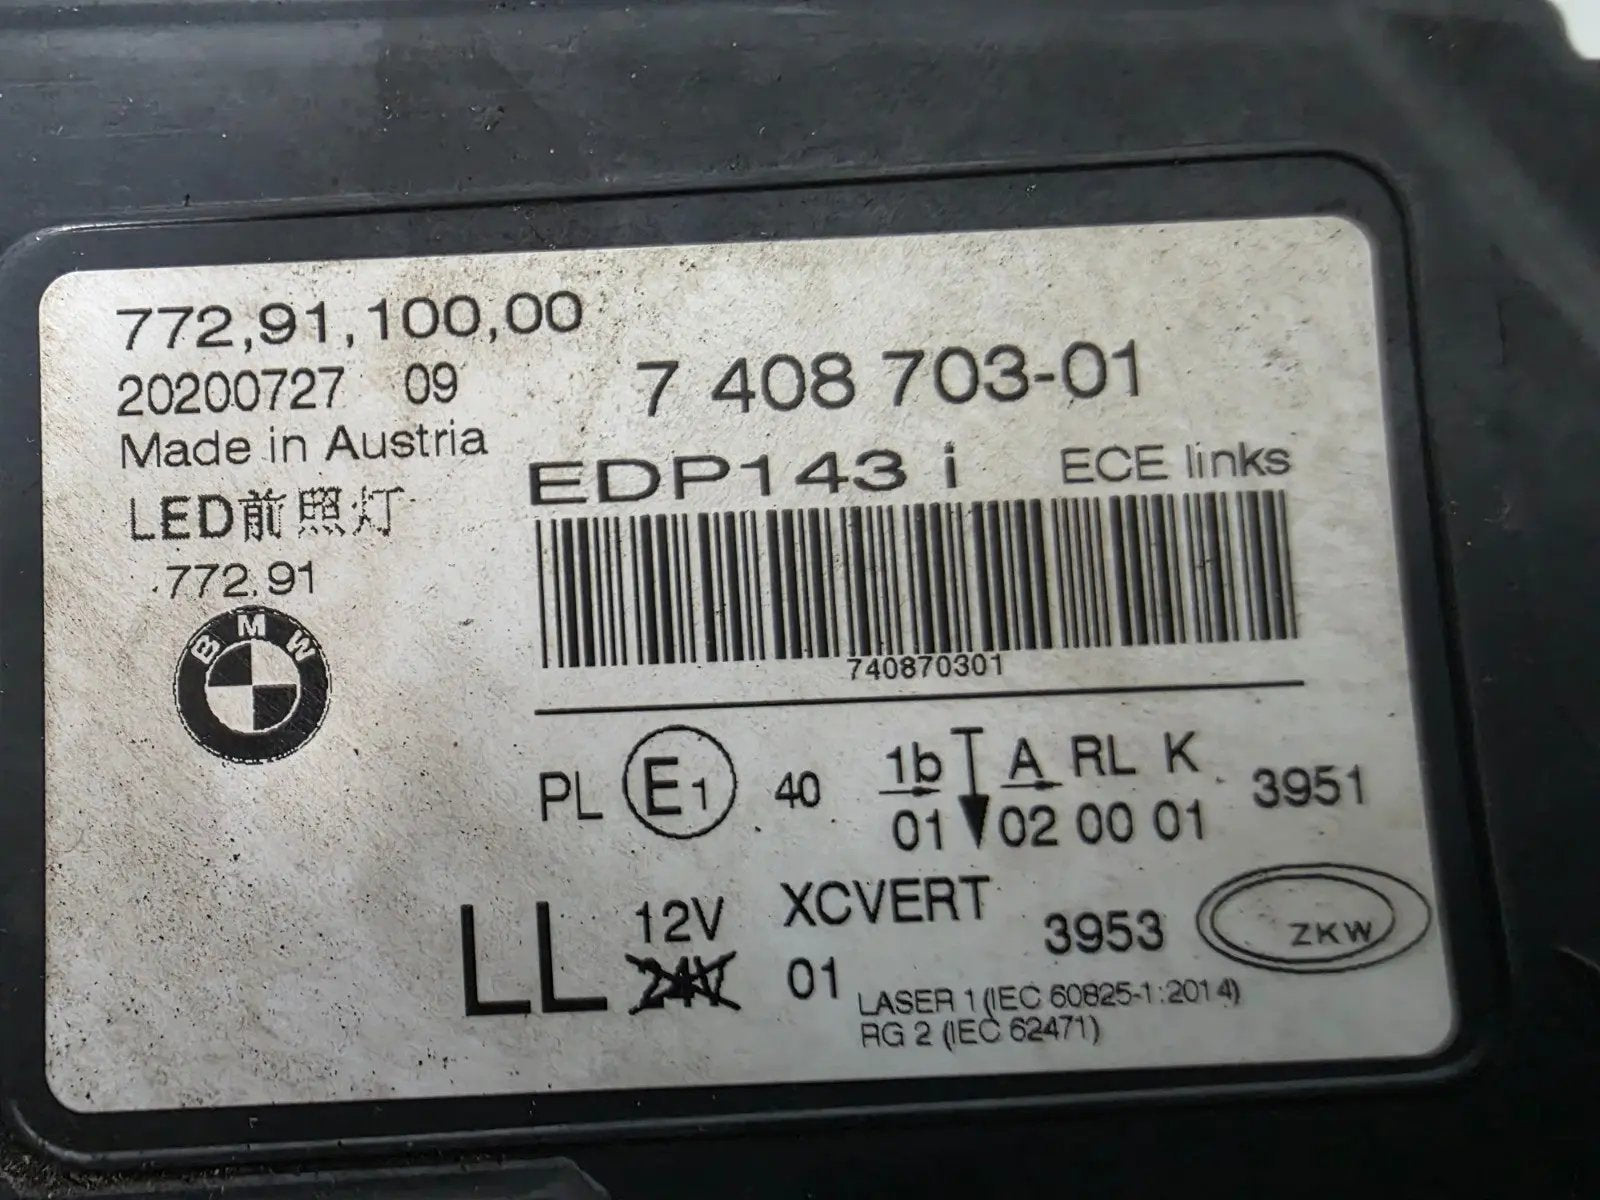 772,91,100,00
20200727 09
7 408 703-01
Made in Austria
EDP143 i ECE links
LED前照灯
772.91
BMW
740870301
PL E1 40 1b A RL K 3951
01 02 00 01
LL 12V XCVERT 3953 ZKW
24V 01
LASER 1 (IEC 60825-1:2014)
RG 2 (IEC 62471)